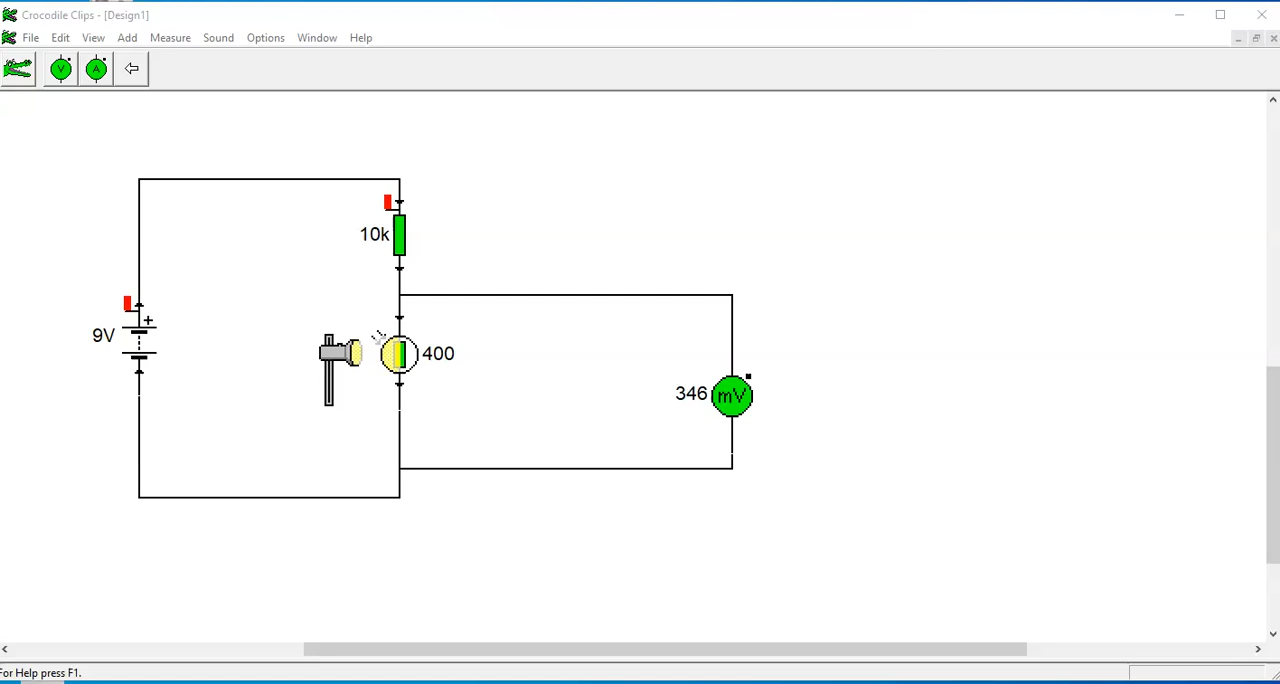 Crocodile Clips - [Design1]
File Edit View Add Measure Sound Options Window Help
V A
10k
9V
+
400
346 mV
For Help press F1.